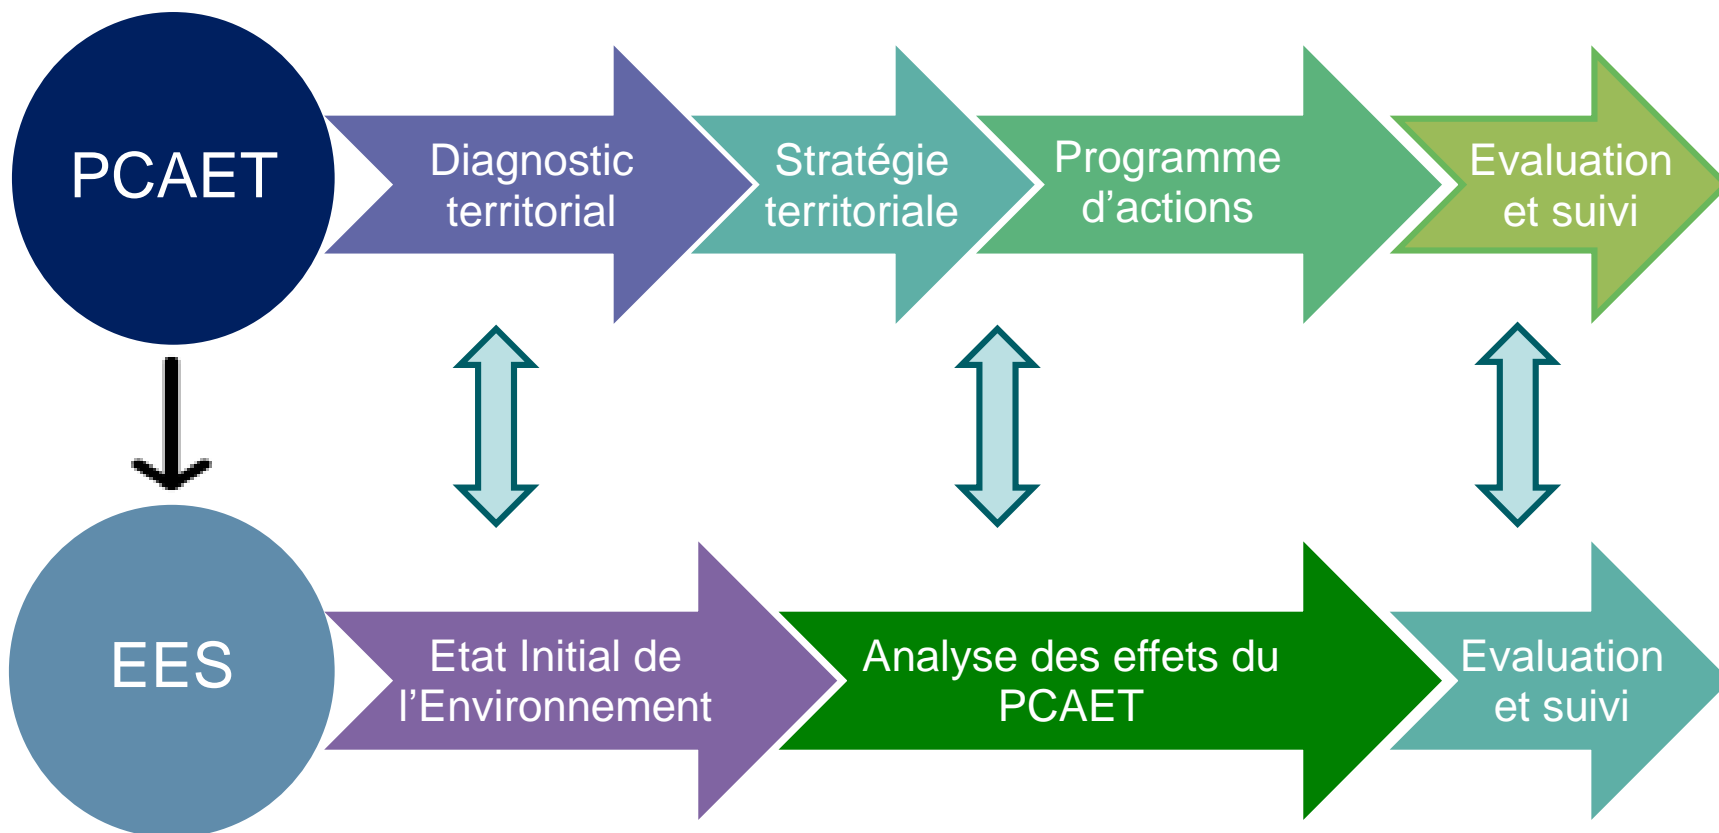 PCAET
Diagnostic
territorial
Stratégie
territoriale
Programme
d’actions
Evaluation
et suivi
EES
Etat Initial de
l’Environnement
Analyse des effets du
PCAET
Evaluation
et suivi